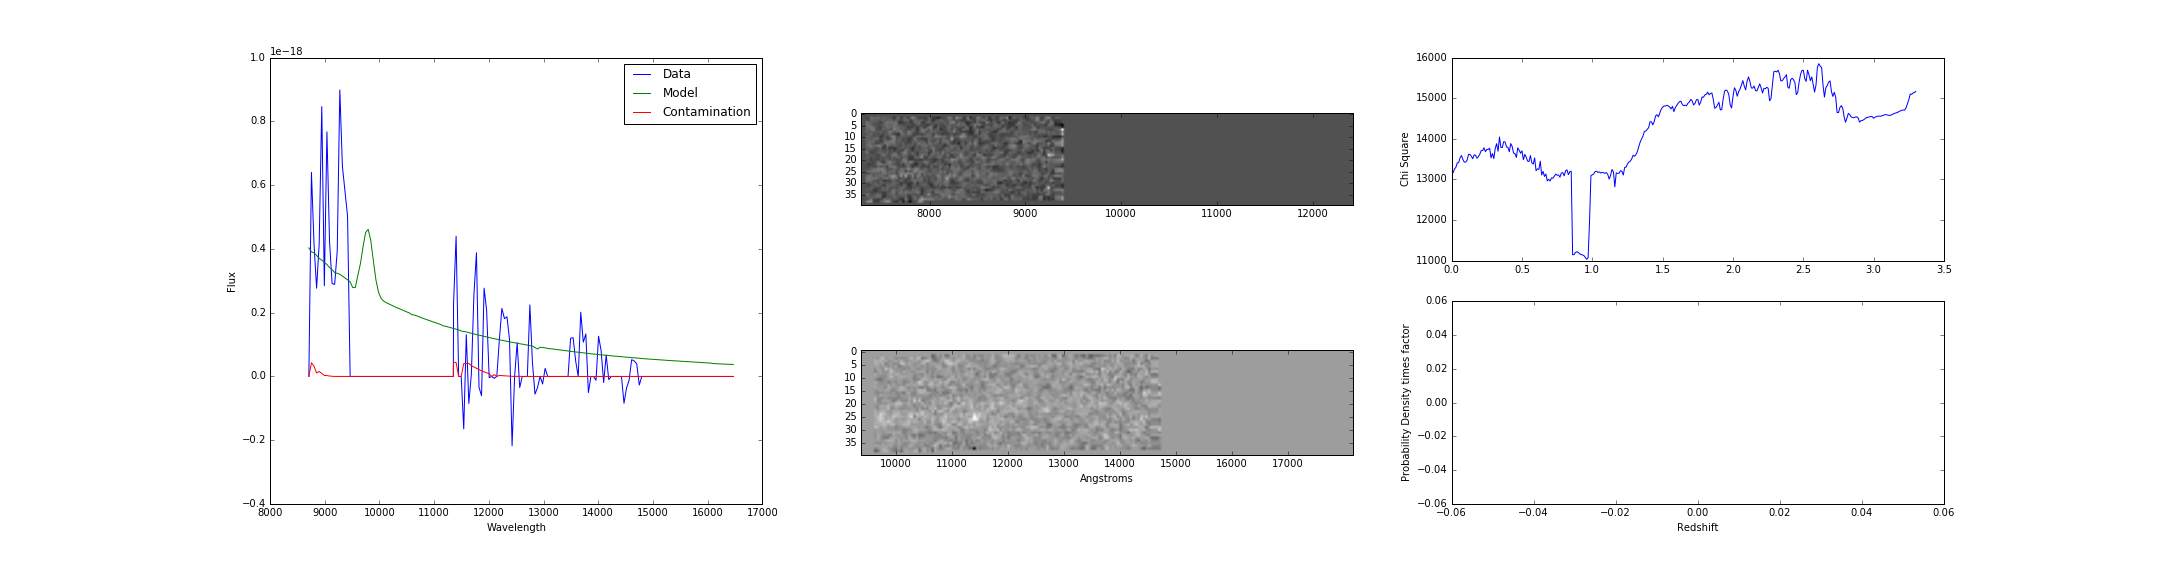 1e−18
1.0
0.8
0.6
0.4
0.2
0.0
−0.2
−0.4
Flux
Data
Model
Contamination
8000 9000 10000 11000 12000 13000 14000 15000 16000 17000
Wavelength
0
5
10
15
20
25
30
35
8000 9000 10000 11000 12000
0
5
10
15
20
25
30
35
10000 11000 12000 13000 14000 15000 16000 17000
Angstroms
16000
15000
14000
13000
12000
11000
Chi Square
0.0 0.5 1.0 1.5 2.0 2.5 3.0 3.5
0.06
0.04
0.02
0.00
−0.02
−0.04
−0.06
Probability Density times factor
−0.06 −0.04 −0.02 0.00 0.02 0.04 0.06
Redshift